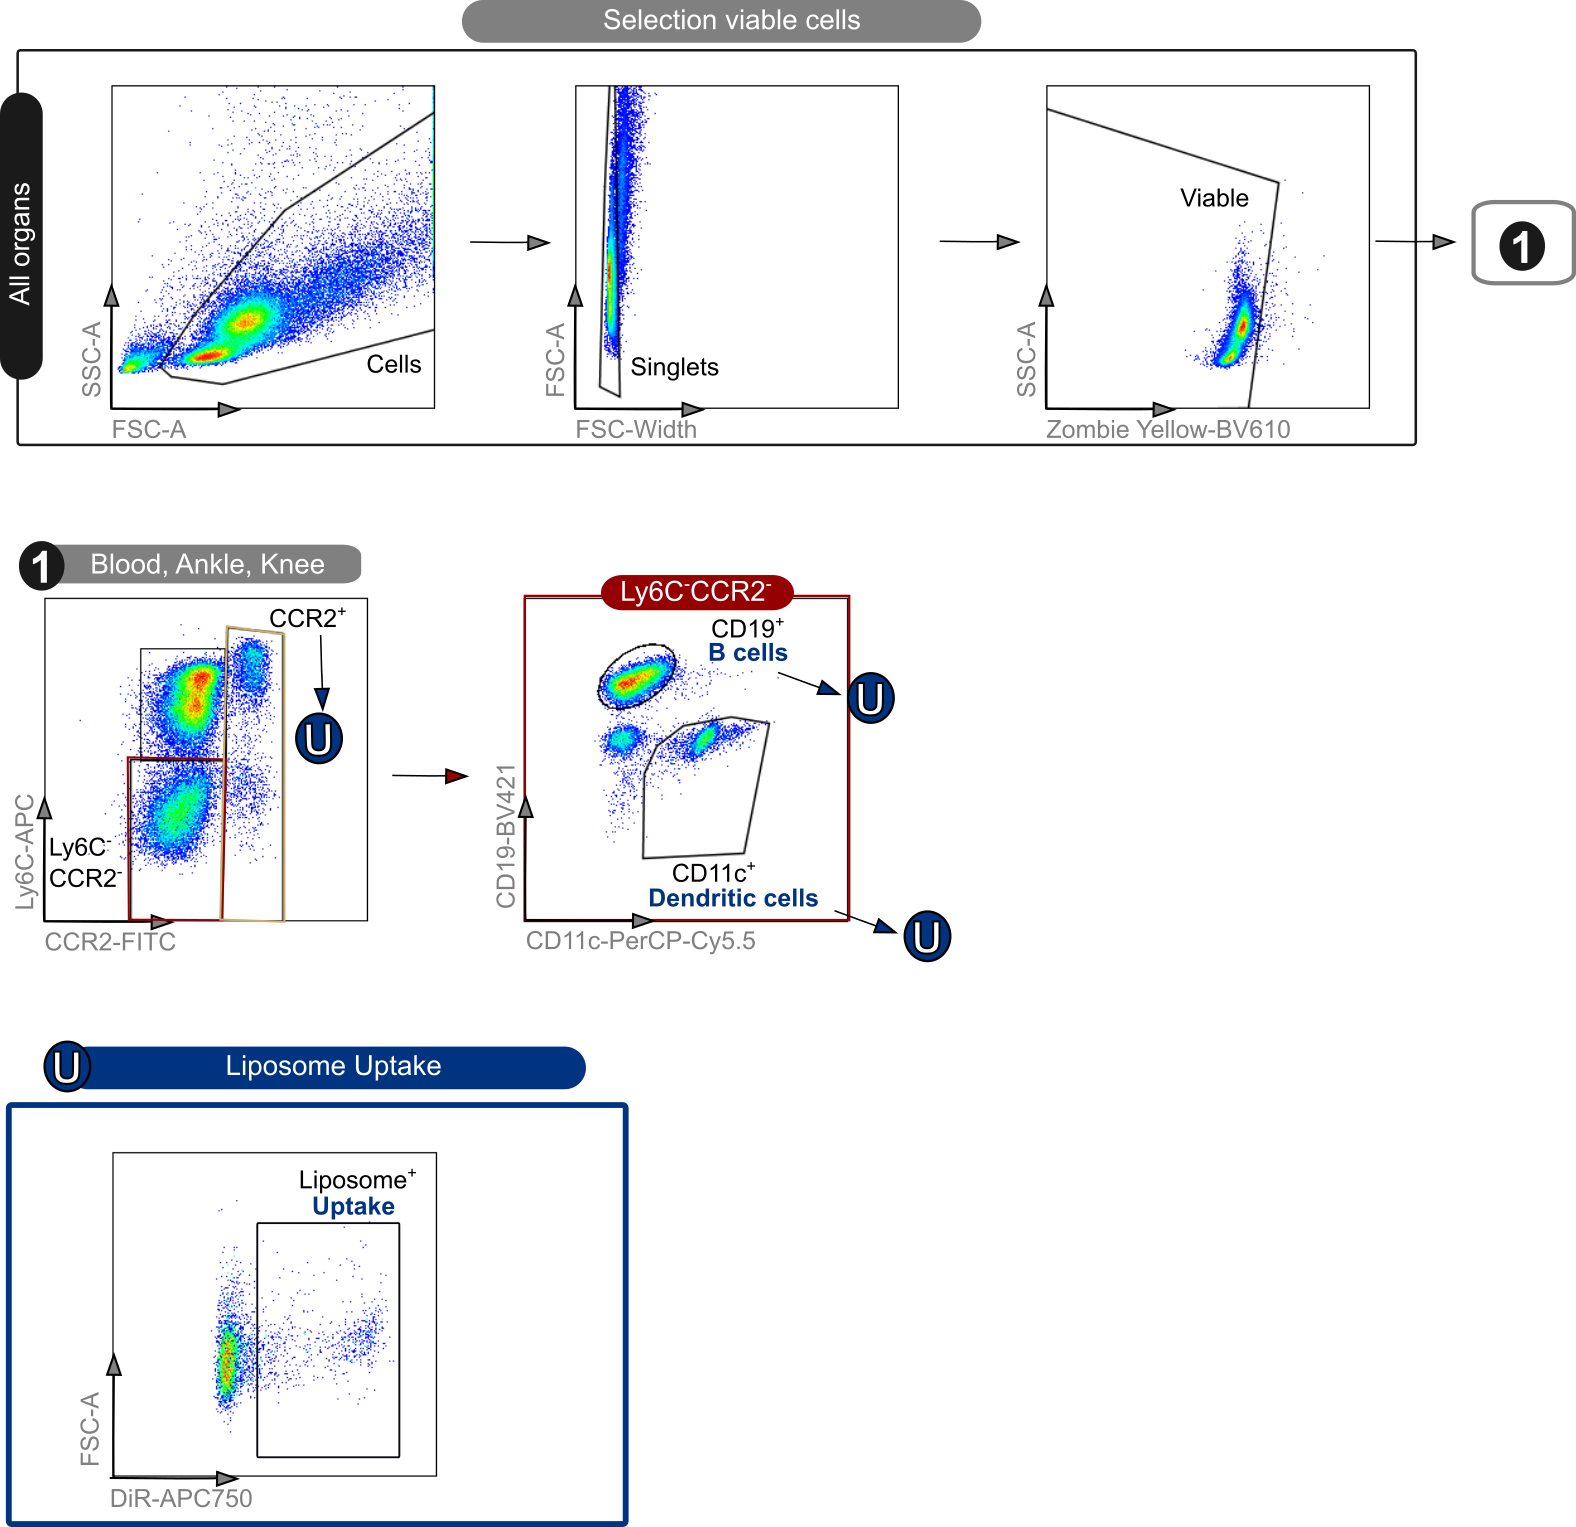 Selection viable cells
All organs
SSC-A
FSC-A
Cells
FSC-A
FSC-Width
Singlets
SSC-A
Zombie Yellow-BV610
Viable
1
1
Blood, Ankle, Knee
CCR2⁺
U
Ly6C-APC
Ly6C⁻
CCR2⁻
CCR2-FITC
Ly6C⁻CCR2⁻
CD19⁺
B cells
U
CD19-BV421
CD11c⁺
Dendritic cells
U
CD11c-PerCP-Cy5.5
U
Liposome Uptake
Liposome⁺
Uptake
FSC-A
DiR-APC750